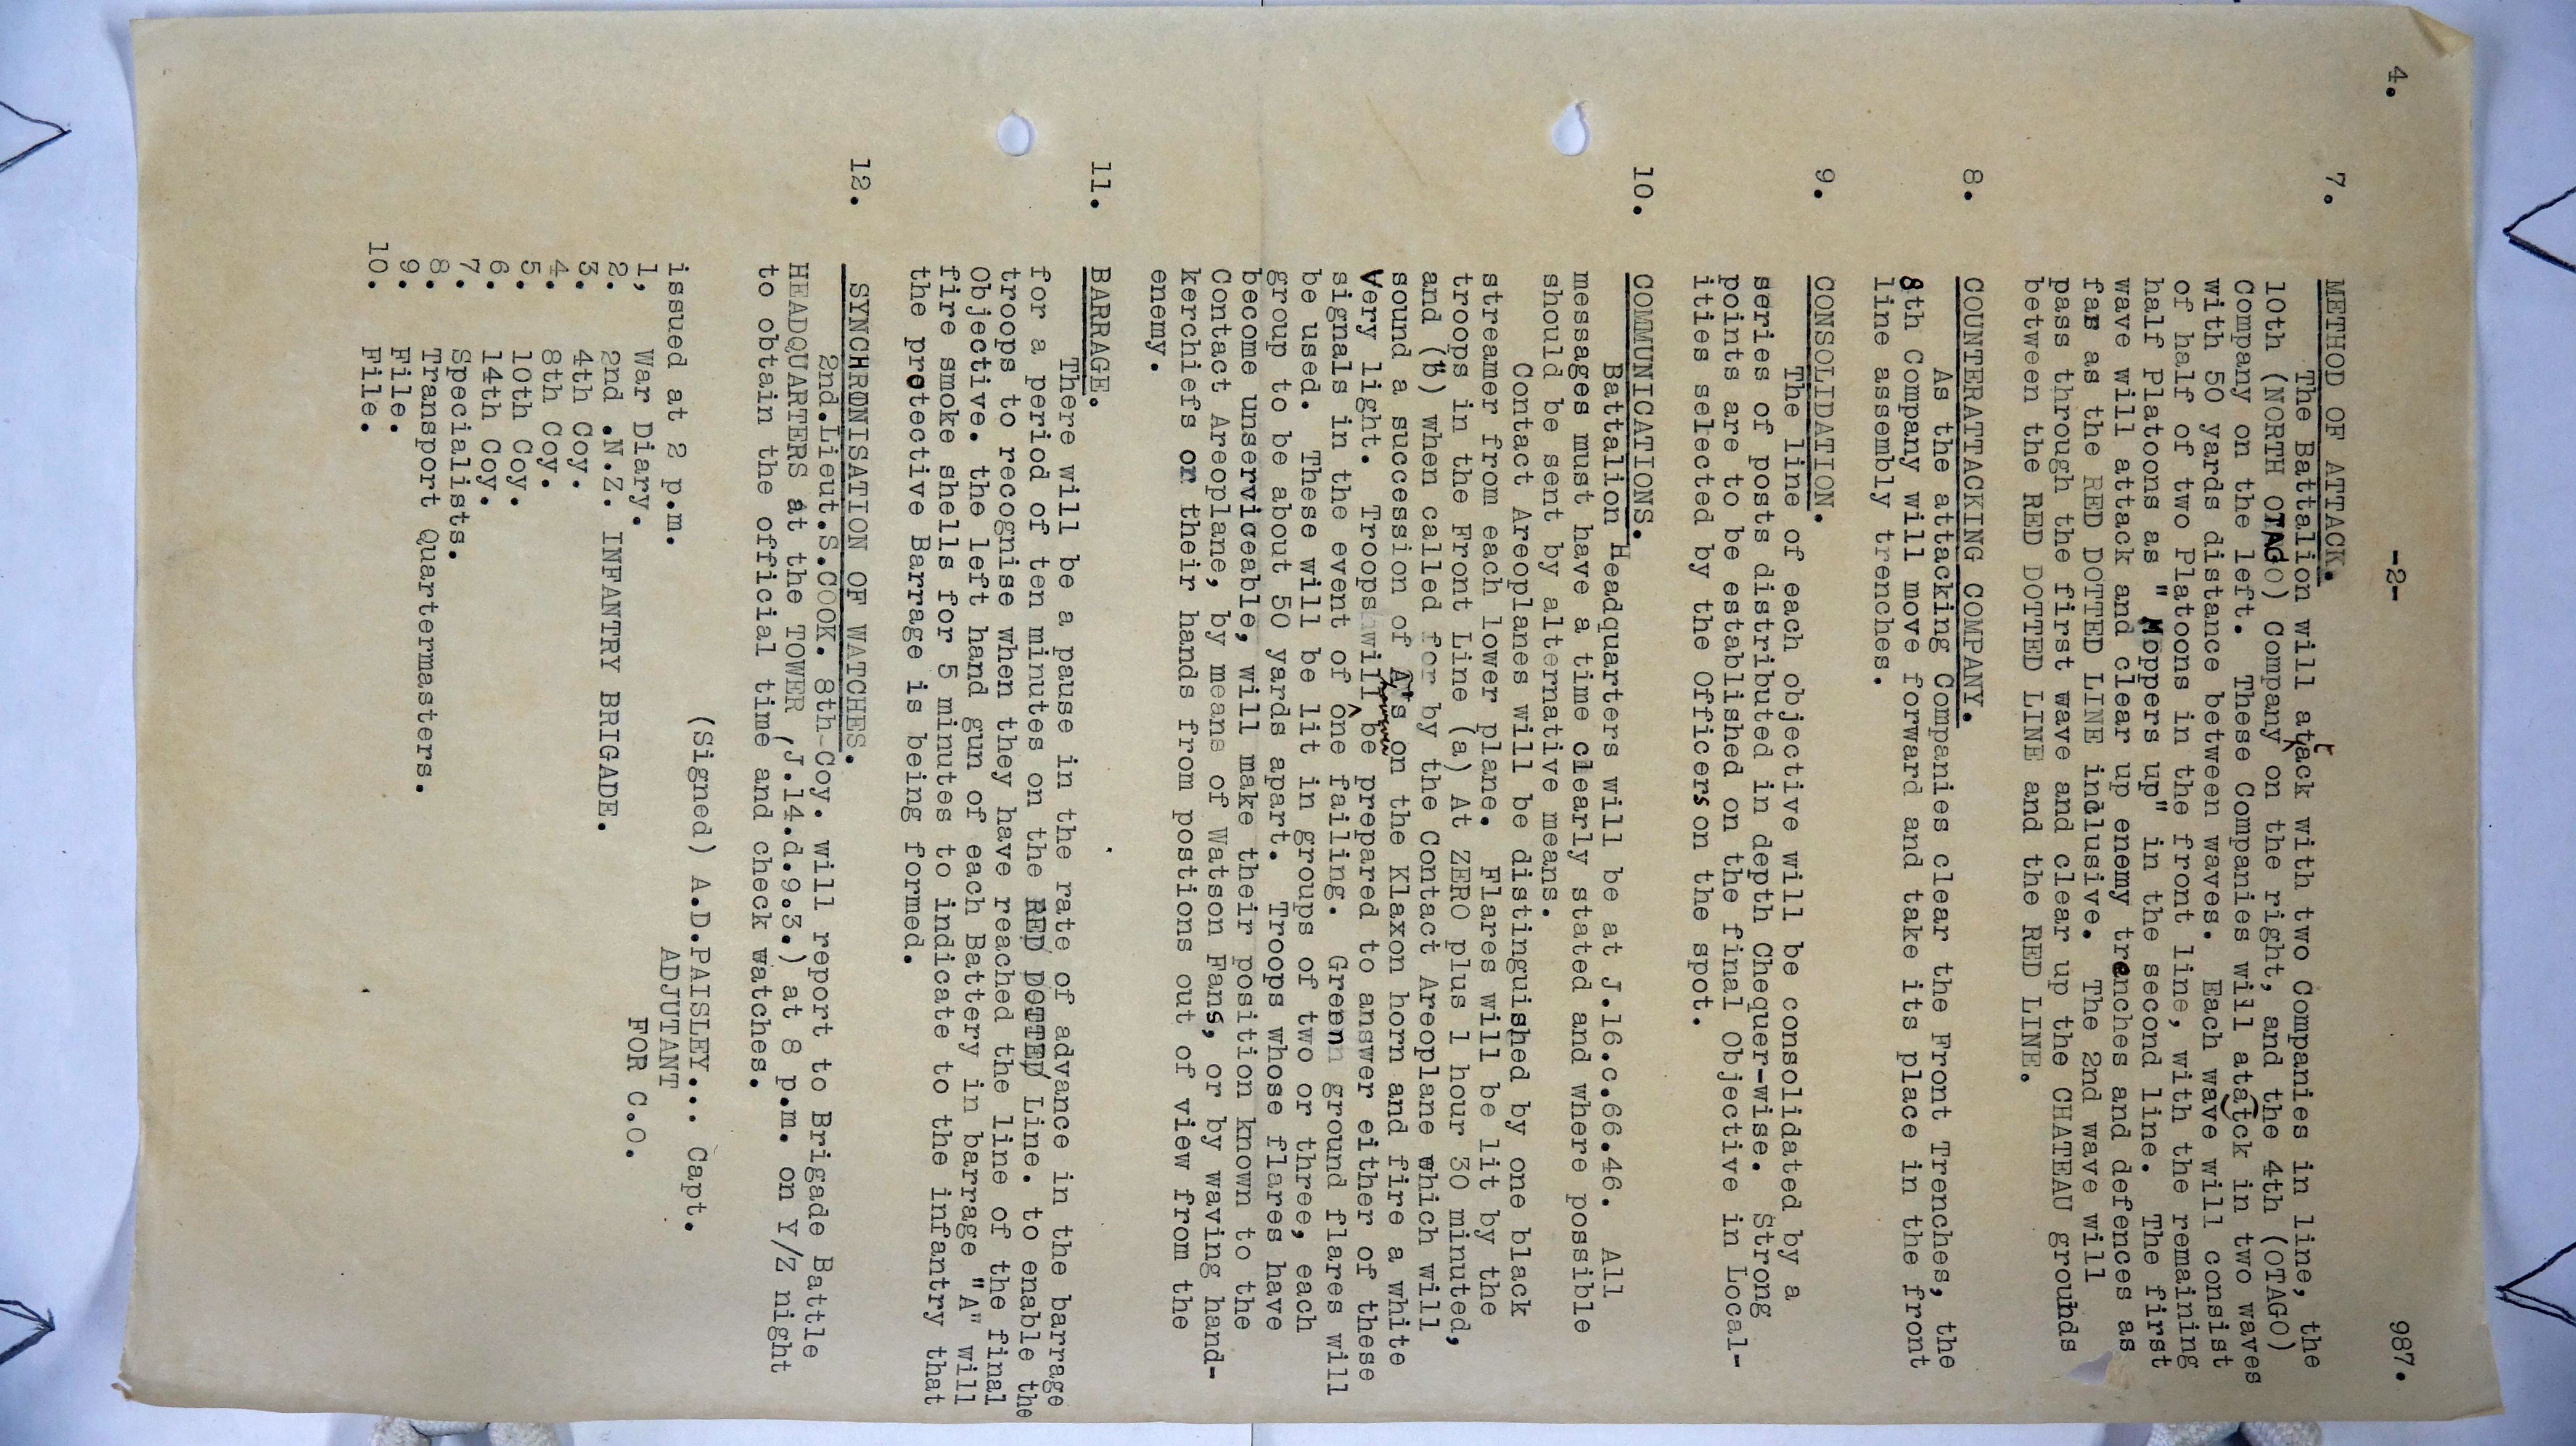 4. -2- 987.
7. METHOD OF ATTACK.
The Battalion will attack with two Companies in line, the
10th (NORTH OTAGO) Company on the right, and the 4th (OTAGO)
Company on the left. These Companies will atatck in two waves
with 50 yards distance between waves. Each wave will consist
of half of two Platoons in the front line, with the remaining
half Platoons as "Moppers up" in the second line. The first
wave will attack and clear up enemy trenches and defences as
far as the RED DOTTED LINE inclusive. The 2nd wave will
pass through the first wave and clear up the CHATEAU grounds
between the RED DOTTED LINE and the RED LINE.
8. COUNTERATTACKING COMPANY.
As the attacking Companies clear the Front Trenches, the
8th Company will move forward and take its place in the front
line assembly trenches.
9. CONSOLIDATION.
The line of each objective will be consolidated by a
series of posts distributed in depth Chequer-wise. Strong
points are to be established on the final Objective in Local-
ities selected by the Officers on the spot.
10. COMMUNICATIONS.
Battalion Headquarters will be at J.16.c.66.46. All
messages must have a time clearly stated and where possible
should be sent by alternative means.
Contact Areoplanes will be distinguished by one black
streamer from each lower plane. Flares will be lit by the
troops in the Front Line (a) At ZERO plus 1 hour 30 minuted,
and (b) when called for by the Contact Areoplane which will
sound a succession of A's on the Klaxon horn and fire a white
Very light. Troops will be prepared to answer either of these
signals in the event of one failing. Green ground flares will
be used. These will be lit in groups of two or three, each
group to be about 50 yards apart. Troops whose flares have
become unserviceable, will make their position known to the
Contact Areoplane, by means of Watson Fans, or by waving hand-
kerchiefs or their hands from postions out of view from the
enemy.
11. BARRAGE.
There will be a pause in the rate of advance in the barrage
for a period of ten minutes on the RED DOTTED Line. to enable the
troops to recognise when they have reached the line of the final
Objective. the left hand gun of each Battery in barrage "A" will
fire smoke shells for 5 minutes to indicate to the infantry that
the protective Barrage is being formed.
12. SYNCHRONISATION OF WATCHES.
2nd.Lieut.S.COOK. 8th-Coy. will report to Brigade Battle
HEADQUARTERS at the TOWER (J.14.d.9.3.) at 8 p.m. on Y/Z night
to obtain the official time and check watches.
(Signed) A.D.PAISLEY... Capt.
ADJUTANT
FOR C.O.
issued at 2 p.m.
1, War Diary.
2. 2nd .N.Z. INFANTRY BRIGADE.
3. 4th Coy.
4. 8th Coy.
5. 10th Coy.
6. 14th Coy.
7. Specialists.
8. Transport Quartermasters.
9. File.
10. File.